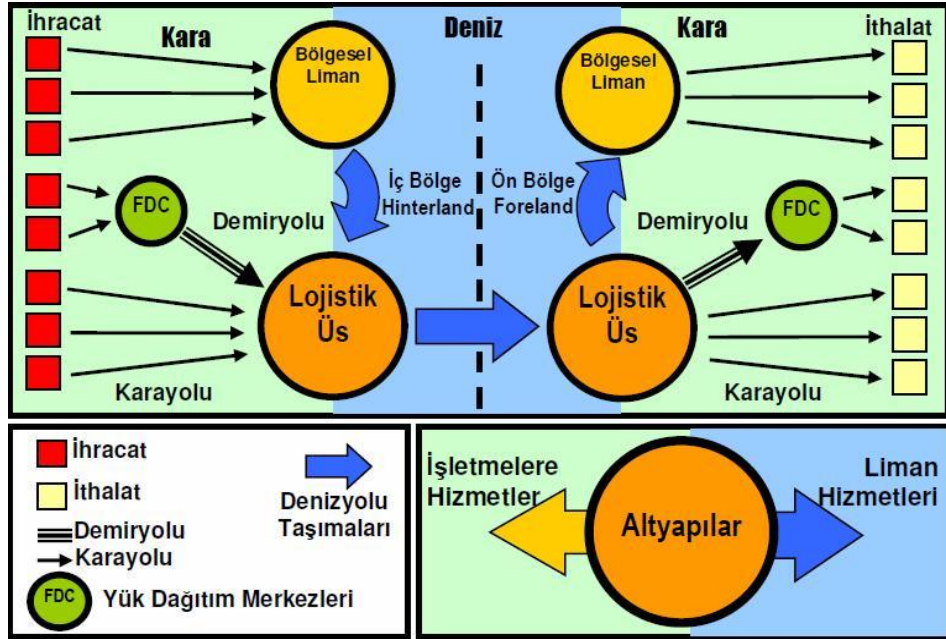 İhracat
Kara
Deniz
Kara
İthalat
Bölgesel
Liman
Bölgesel
Liman
İç Bölge
Hinterland
Ön Bölge
Foreland
FDC
Demiryolu
Demiryolu
FDC
Lojistik
Üs
Lojistik
Üs
Karayolu
Karayolu
İhracat
İthalat
Demiryolu
Karayolu
FDC
Yük Dağıtım Merkezleri
Denizyolu
Taşımaları
İşletmelere
Hizmetler
Altyapılar
Liman
Hizmetleri